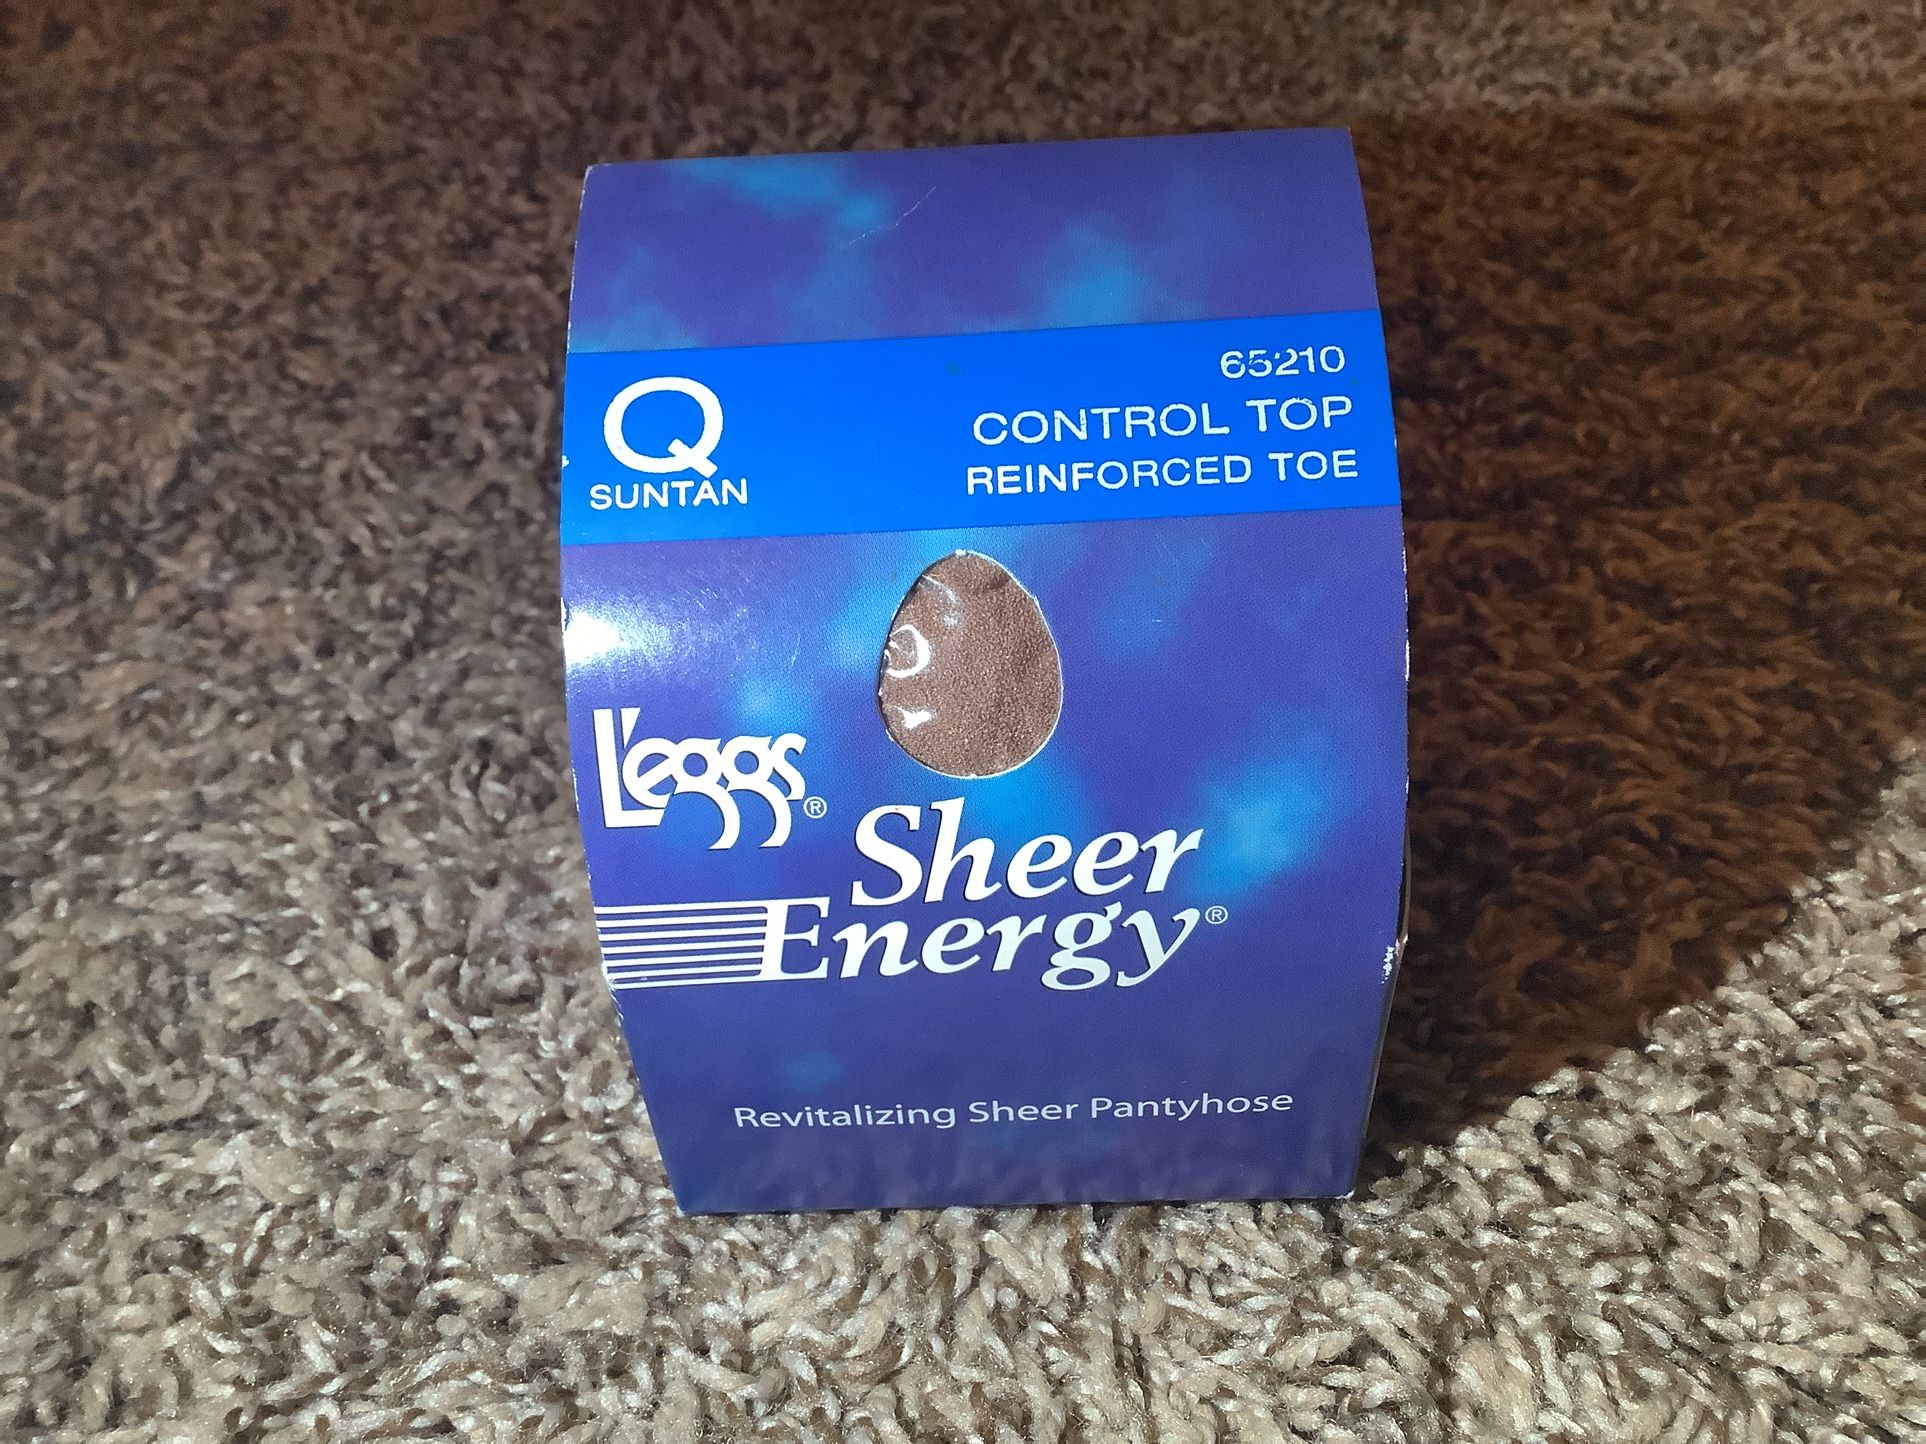 65210
Q
CONTROL TOP
SUNTAN
REINFORCED TOE
L'eggs®
Sheer
Energy®
Revitalizing Sheer Pantyhose